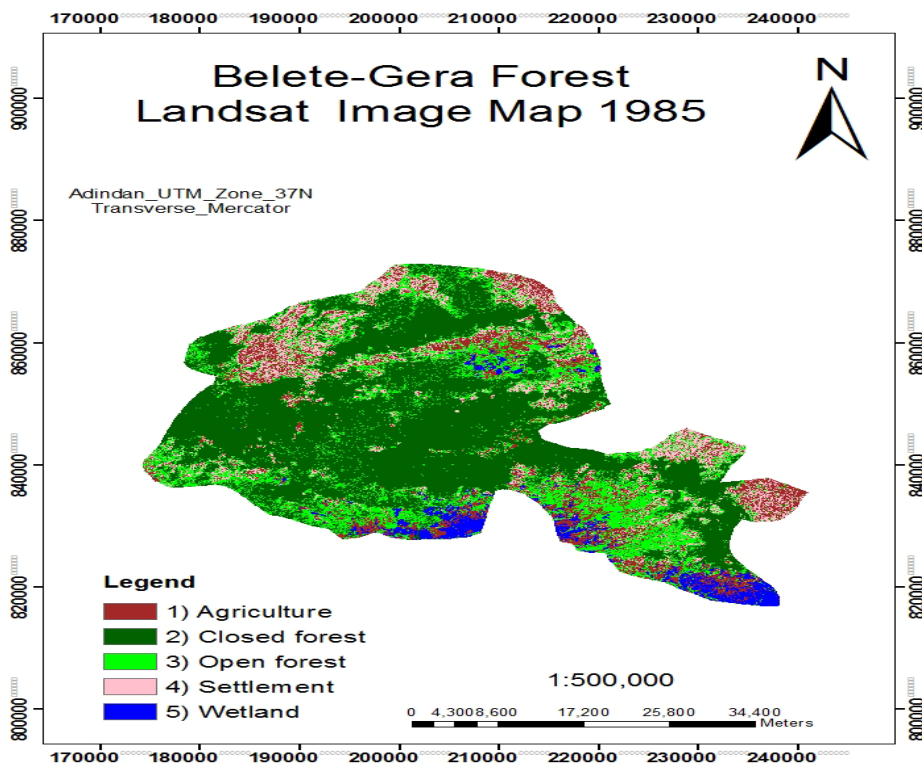 170000 180000 190000 200000 210000 220000 230000 240000
Belete-Gera Forest
Landsat Image Map 1985
N
Adindan_UTM_Zone_37N
Transverse_Mercator
900000 900000
880000 880000
860000 860000
840000 840000
820000 820000
800000 800000
Legend
1) Agriculture
2) Closed forest
3) Open forest
4) Settlement
5) Wetland
1:500,000
0 4,300 8,600 17,200 25,800 34,400
Meters
170000 180000 190000 200000 210000 220000 230000 240000